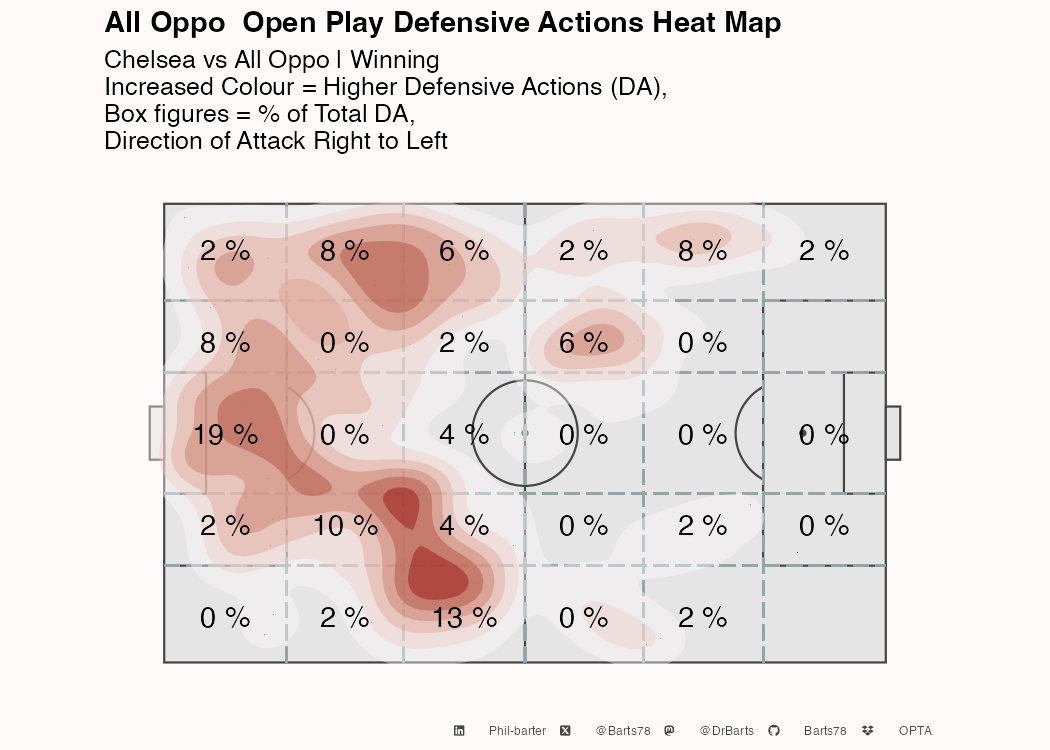 All Oppo  Open Play Defensive Actions Heat Map
Chelsea vs All Oppo | Winning
Increased Colour = Higher Defensive Actions (DA),
Box figures = % of Total DA,
Direction of Attack Right to Left
2 % 8 % 6 % 2 % 8 % 2 %
8 % 0 % 2 % 6 % 0 %
19 % 0 % 4 % 0 % 0 % 0 %
2 % 10 % 4 % 0 % 2 % 0 %
0 % 2 % 13 % 0 % 2 %
Phil-barter @Barts78 @DrBarts Barts78 OPTA